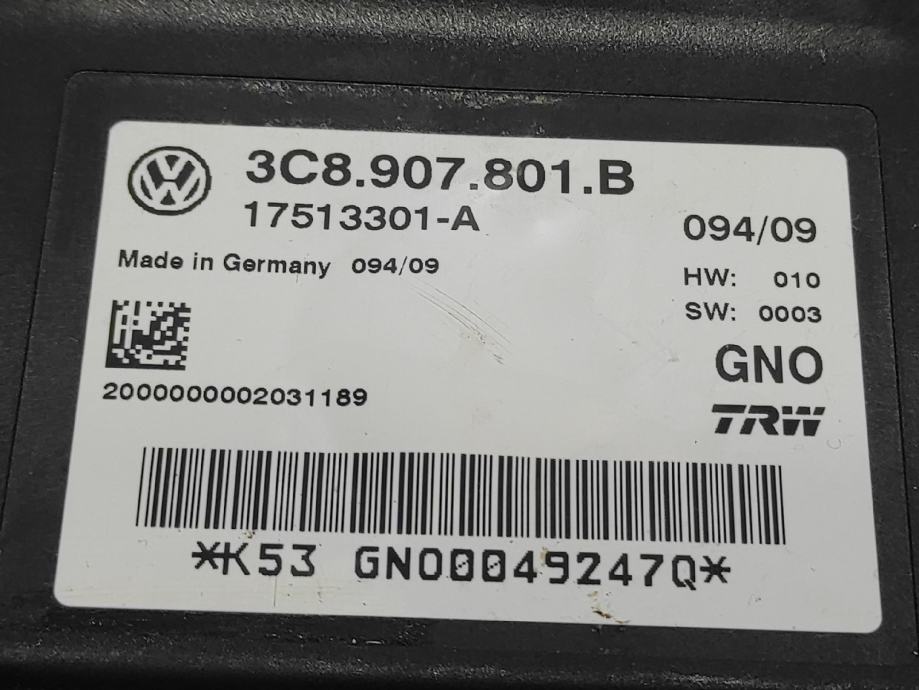 3C8.907.801.B
17513301-A
094/09
Made in Germany 094/09
HW: 010
SW: 0003
GNO
2000000002031189
TRW
*K53 GNO0049247Q*